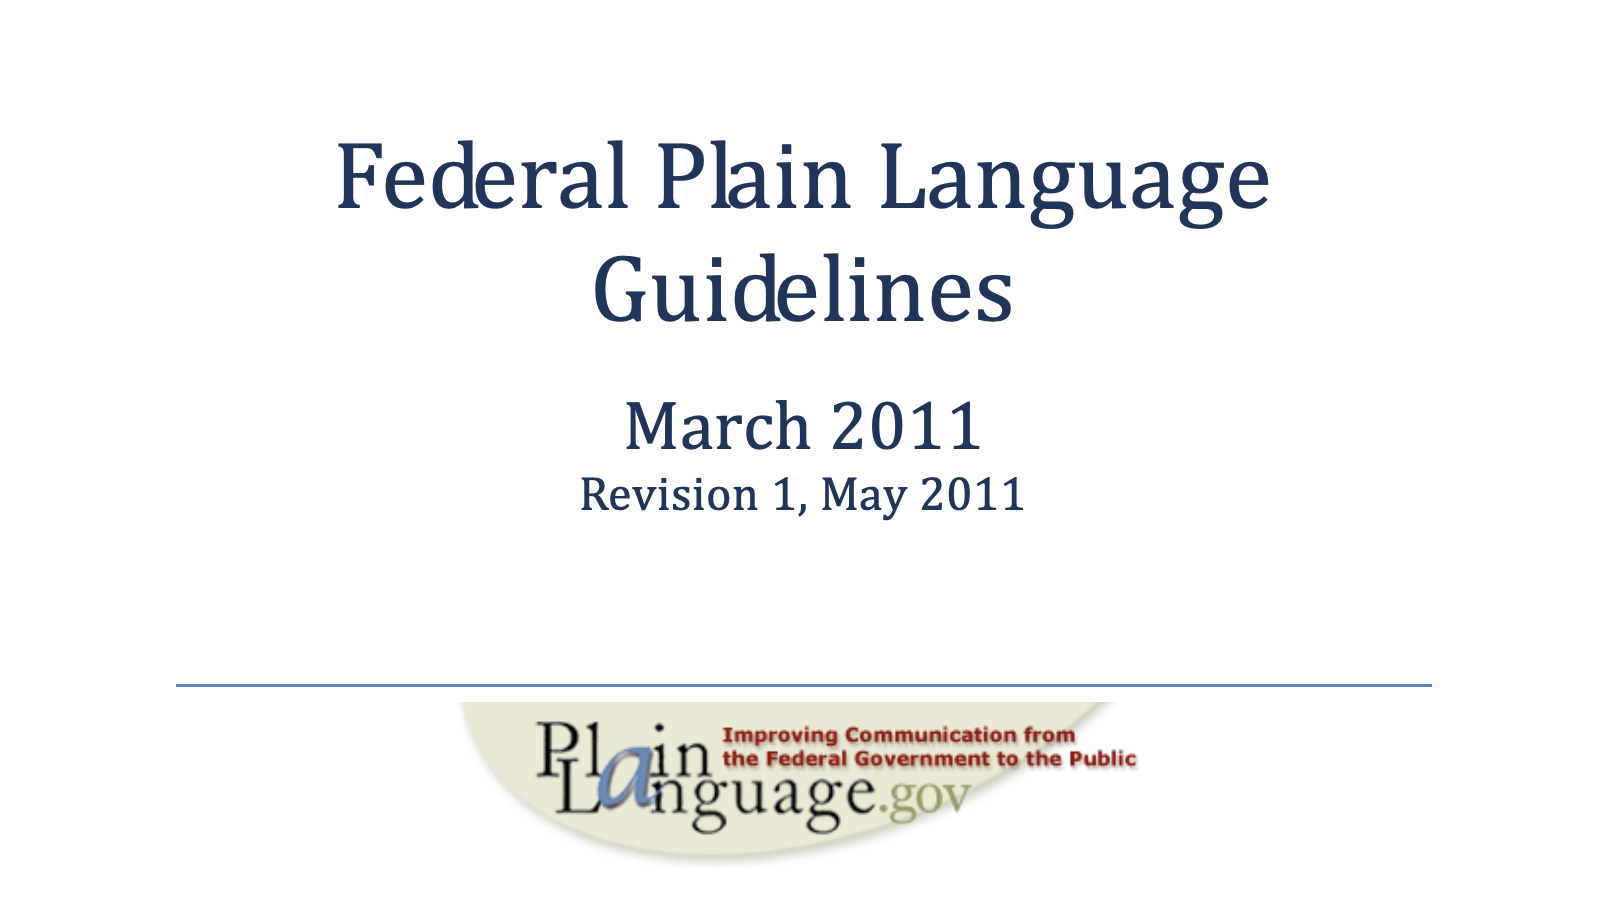 Federal Plain Language
Guidelines
March 2011
Revision 1, May 2011
Plain
Language.gov
Improving Communication from
the Federal Government to the Public